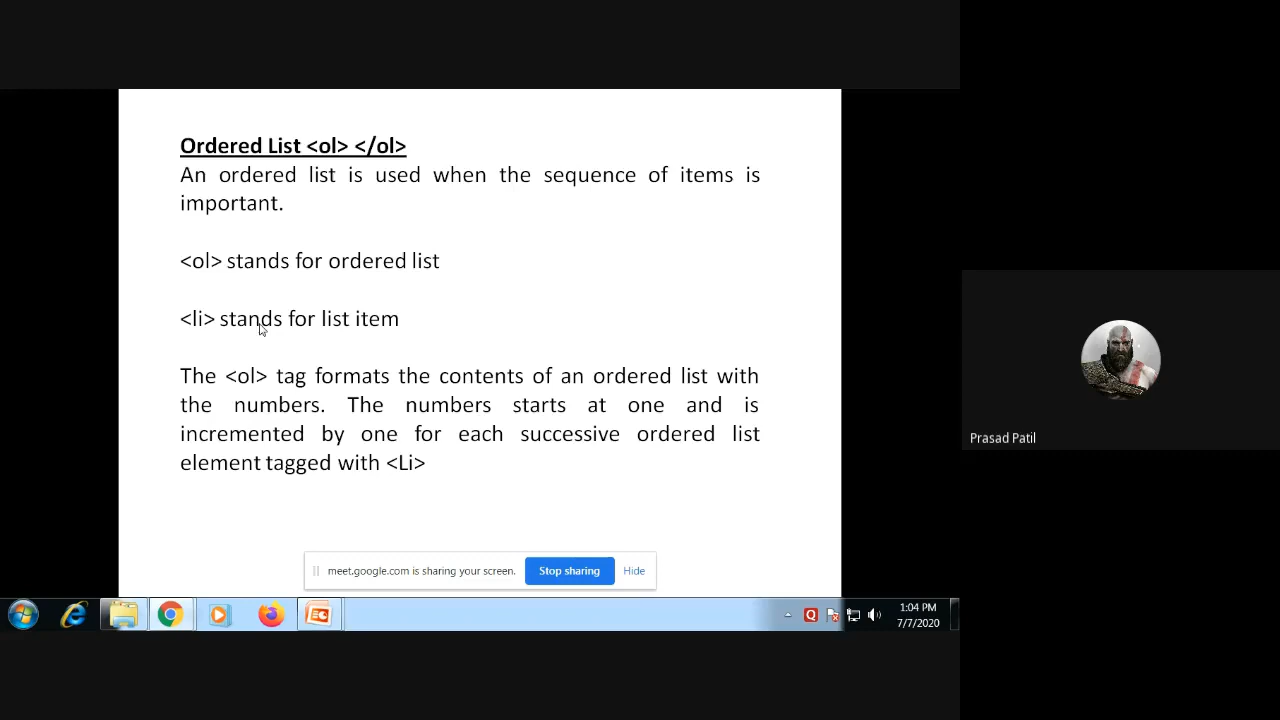 Ordered List <ol> </ol>
An ordered list is used when the sequence of items is
important.
<ol> stands for ordered list
<li> stands for list item
The <ol> tag formats the contents of an ordered list with
the numbers. The numbers starts at one and is
incremented by one for each successive ordered list
element tagged with <Li>
Prasad Patil
meet.google.com is sharing your screen.
Stop sharing
Hide
1:04 PM
7/7/2020